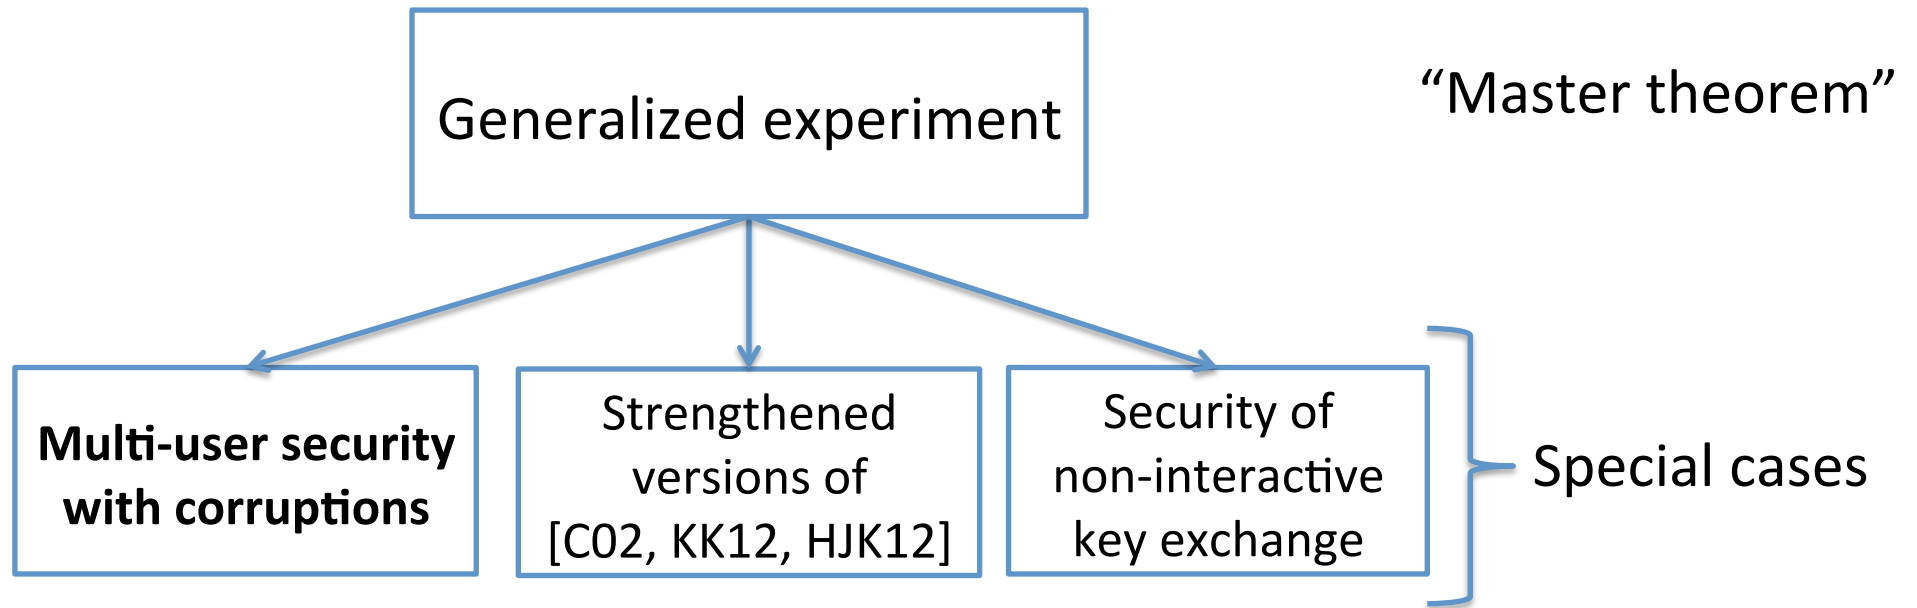 Generalized experiment
“Master theorem”
Multi-user security
with corruptions
Strengthened
versions of
[C02, KK12, HJK12]
Security of
non-interactive
key exchange
Special cases